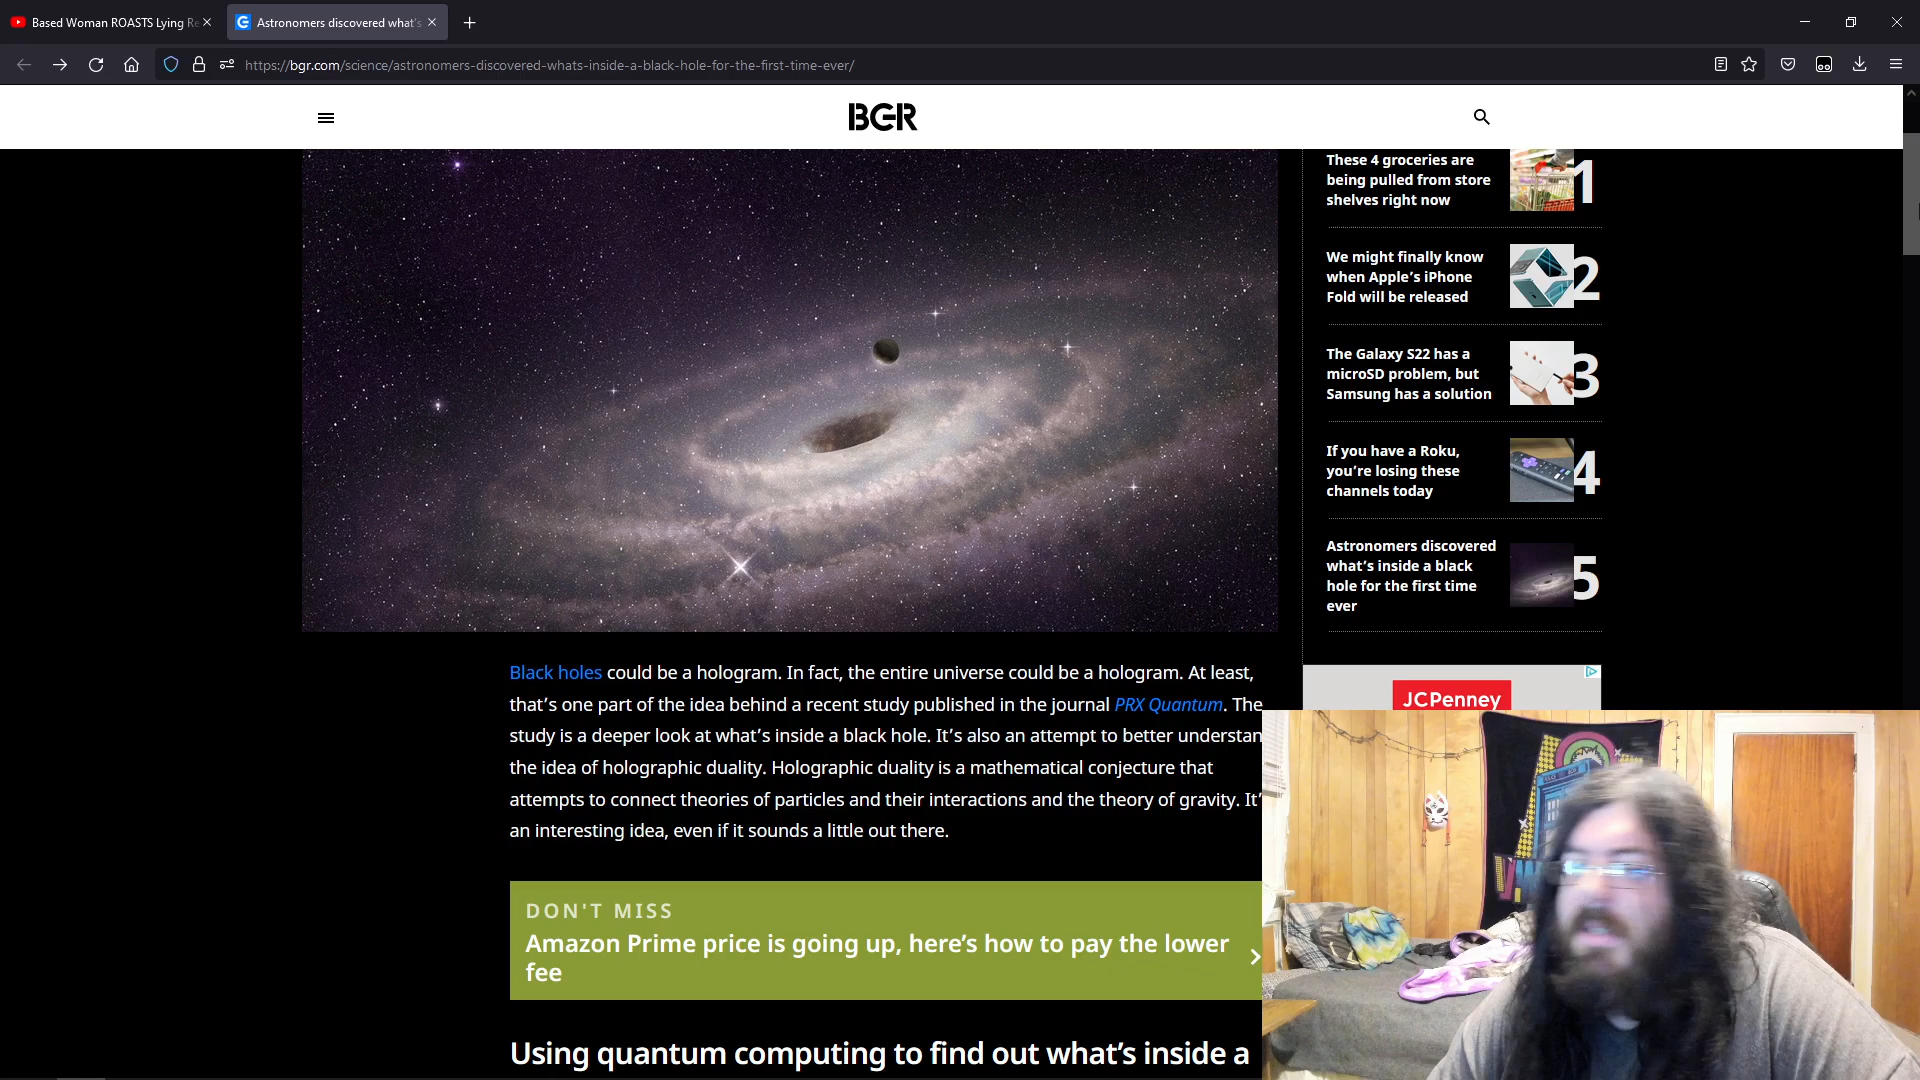 Based Woman ROASTS Lying Re
Astronomers discovered what's
https://bgr.com/science/astronomers-discovered-whats-inside-a-black-hole-for-the-first-time-ever/
BGR
These 4 groceries are
being pulled from store
shelves right now
1
We might finally know
when Apple's iPhone
Fold will be released
2
The Galaxy S22 has a
microSD problem, but
Samsung has a solution
3
If you have a Roku,
you're losing these
channels today
4
Astronomers discovered
what's inside a black
hole for the first time
ever
5
Black holes could be a hologram. In fact, the entire universe could be a hologram. At least,
that's one part of the idea behind a recent study published in the journal PRX Quantum. The
study is a deeper look at what's inside a black hole. It's also an attempt to better understan
the idea of holographic duality. Holographic duality is a mathematical conjecture that
attempts to connect theories of particles and their interactions and the theory of gravity. It'
an interesting idea, even if it sounds a little out there.
JCPenney
DON'T MISS
Amazon Prime price is going up, here's how to pay the lower
fee
Using quantum computing to find out what's inside a